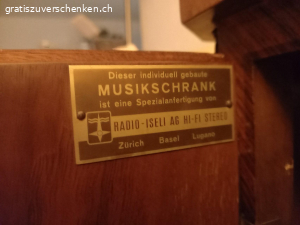 gratiszuverschenken.ch
Dieser individuell gebaute
MUSIKSCHRANK
ist eine Spezialanfertigung von
RADIO-ISELI AG HI-FI STEREO
Zürich Basel Lugano